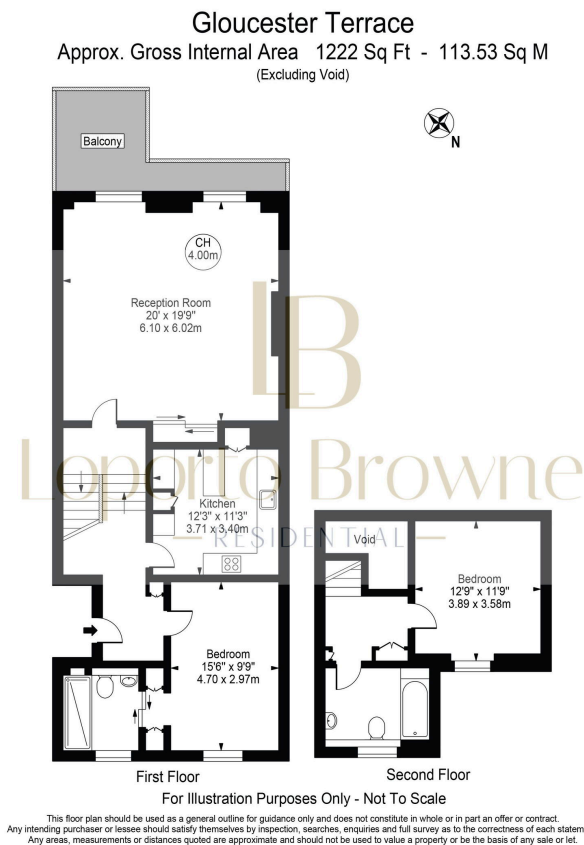 Gloucester Terrace
Approx. Gross Internal Area 1222 Sq Ft - 113.53 Sq M
(Excluding Void)
N
Balcony
CH
4.00m
Reception Room
20' x 19'9"
6.10 x 6.02m
LB
Loporto Browne
RESIDENTIAL
Kitchen
12'3" x 11'3"
3.71 x 3.40m
Void
Bedroom
12'9" x 11'9"
3.89 x 3.58m
Bedroom
15'6" x 9'9"
4.70 x 2.97m
First Floor
Second Floor
For Illustration Purposes Only - Not To Scale
This floor plan should be used as a general outline for guidance only and does not constitute in whole or in part an offer or contract.
Any intending purchaser or lessee should satisfy themselves by inspection, searches, enquiries and full survey as to the correctness of each statem
Any areas, measurements or distances quoted are approximate and should not be used to value a property or be the basis of any sale or let.